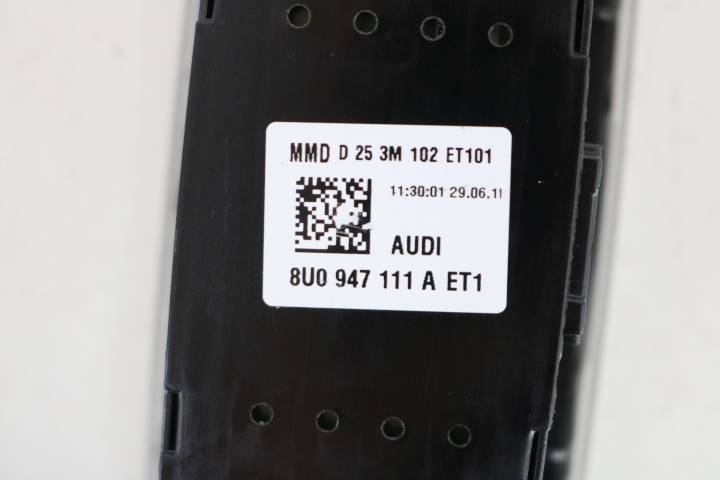 MMD D 25 3M 102 ET101
11:30:01 29.06.11
AUDI
8U0 947 111 A ET1